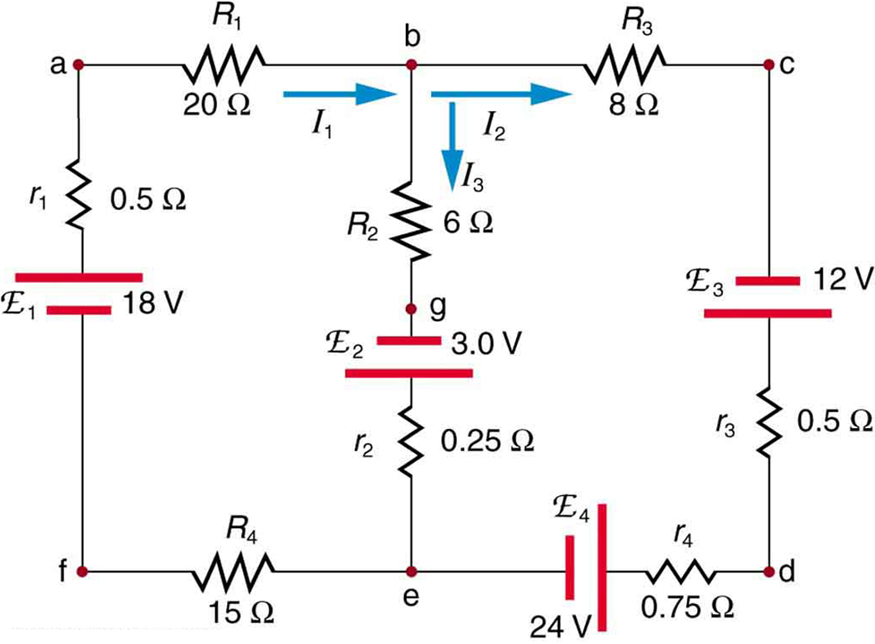 R₁
b
R₃
a
c
20 Ω
8 Ω
I₁
I₂
I₃
r₁
0.5 Ω
R₂
6 Ω
ℰ₁
18 V
g
ℰ₃
12 V
ℰ₂
3.0 V
r₂
0.25 Ω
r₃
0.5 Ω
ℰ₄
R₄
r₄
f
e
d
15 Ω
24 V
0.75 Ω